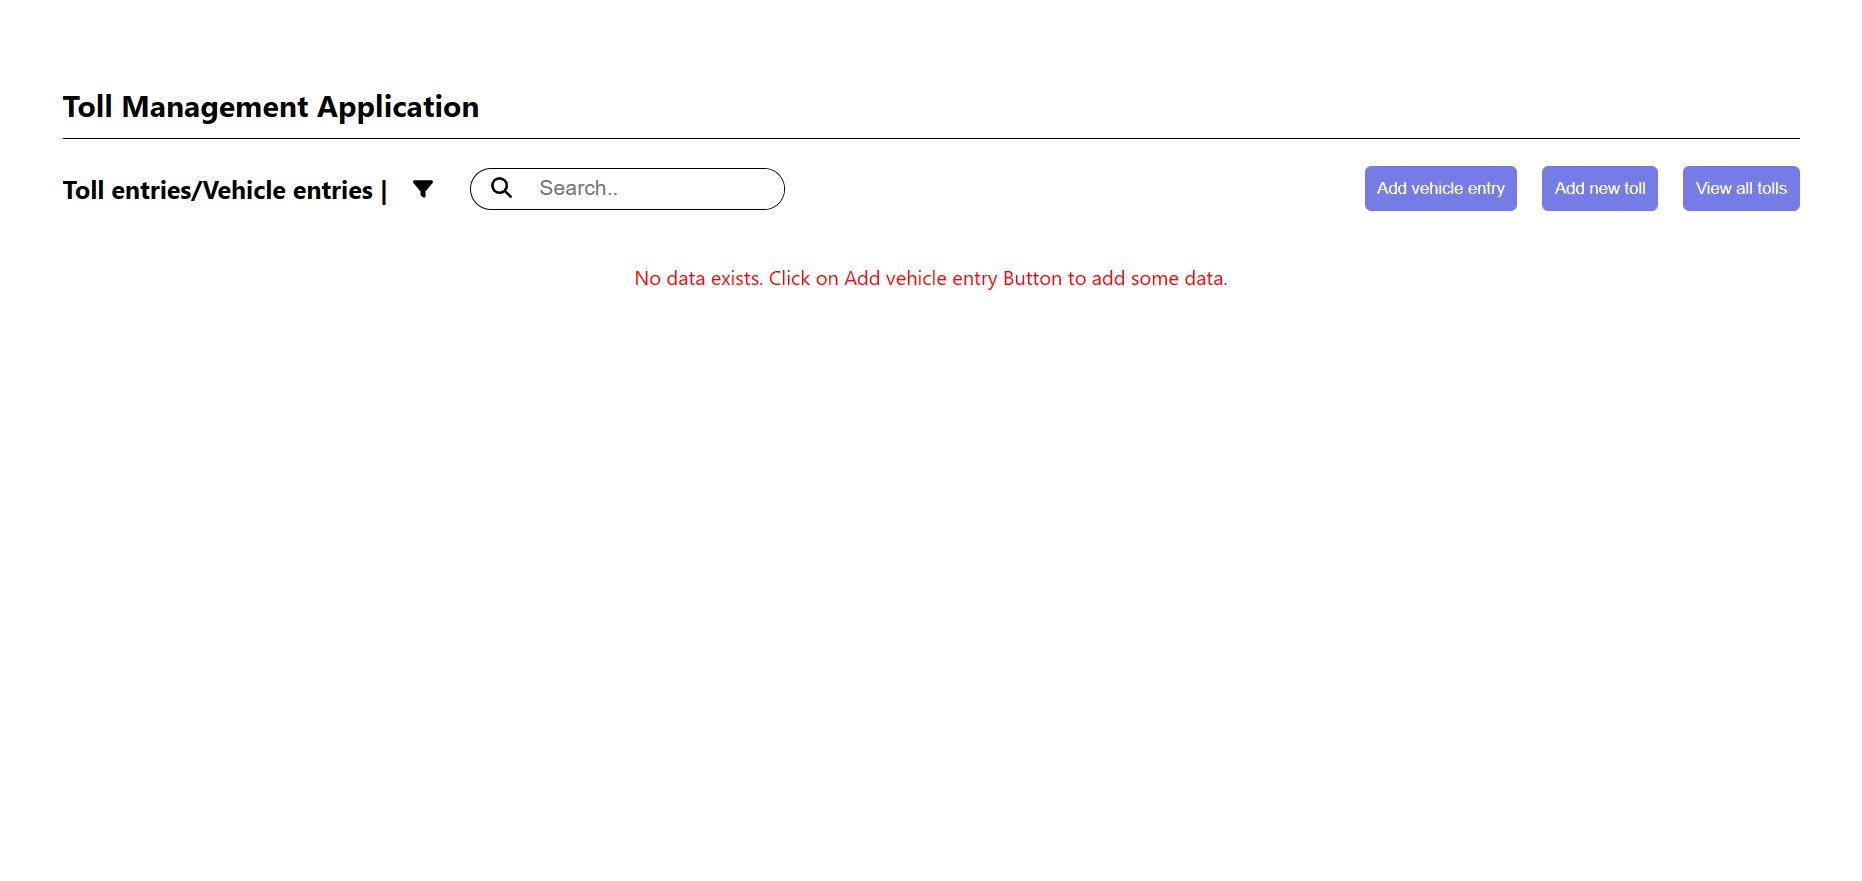 Toll Management Application
Toll entries/Vehicle entries | Search.. Add vehicle entry Add new toll View all tolls
No data exists. Click on Add vehicle entry Button to add some data.